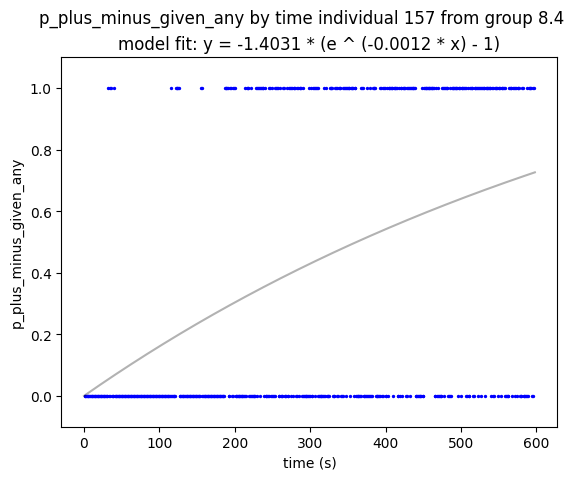 p_plus_minus_given_any by time individual 157 from group 8.4
model fit: y = -1.4031 * (e ^ (-0.0012 * x) - 1)
1.0
0.8
0.6
0.4
0.2
0.0
p_plus_minus_given_any
0 100 200 300 400 500 600
time (s)